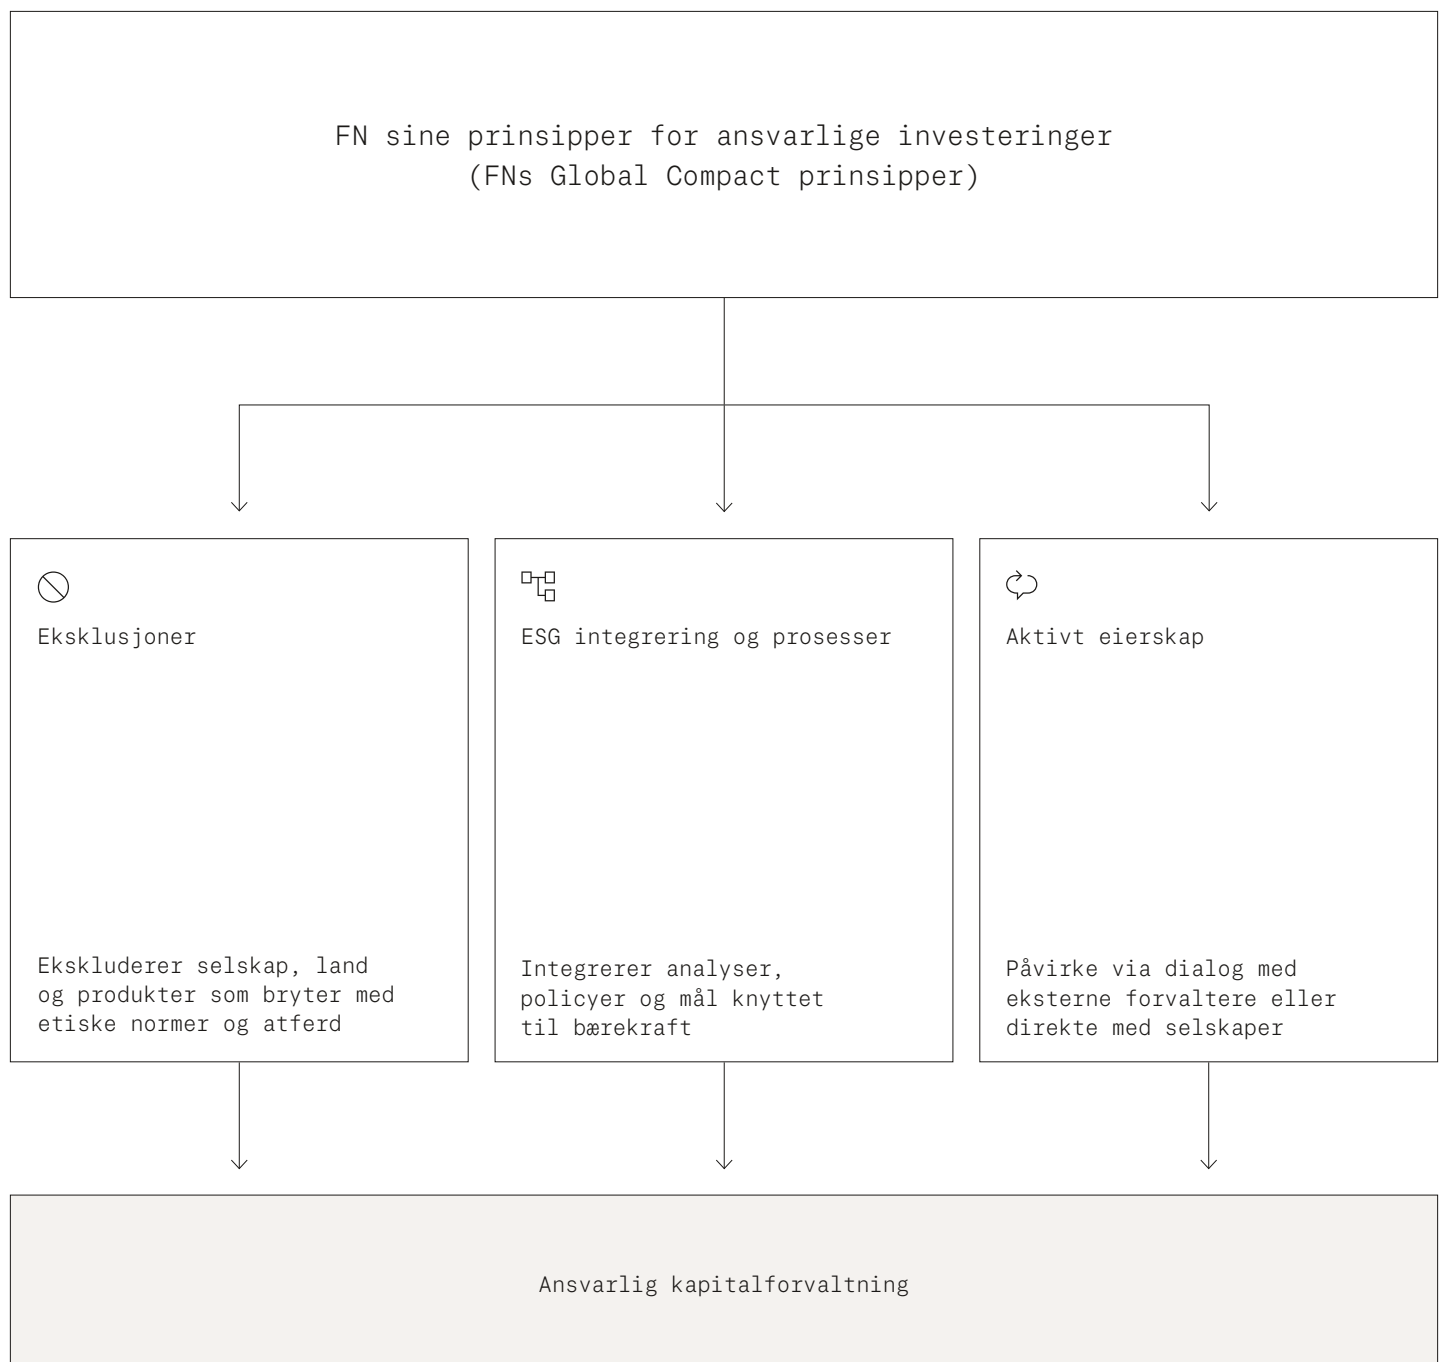 FN sine prinsipper for ansvarlige investeringer
(FNs Global Compact prinsipper)
Eksklusjoner
Ekskluderer selskap, land
og produkter som bryter med
etiske normer og atferd
ESG integrering og prosesser
Integrerer analyser,
policyer og mål knyttet
til bærekraft
Aktivt eierskap
Påvirke via dialog med
eksterne forvaltere eller
direkte med selskaper
Ansvarlig kapitalforvaltning